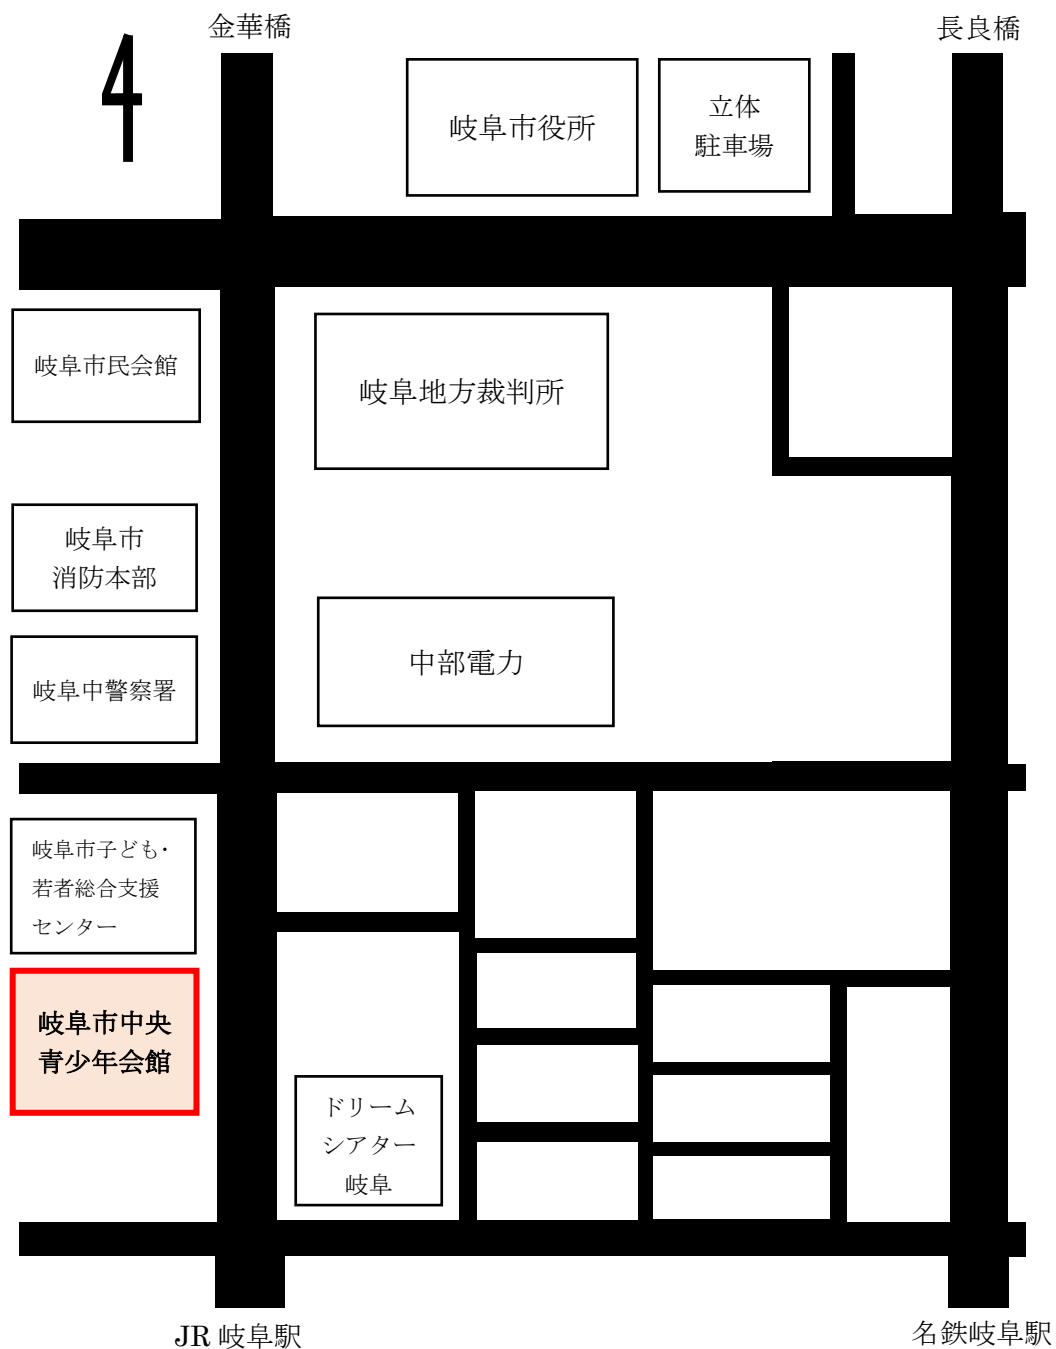 金華橋
長良橋
岐阜市役所
立体
駐車場
岐阜市民会館
岐阜地方裁判所
岐阜市
消防本部
中部電力
岐阜中警察署
岐阜市子ども・
若者総合支援
センター
岐阜市中央
青少年会館
ドリーム
シアター
岐阜
JR 岐阜駅
名鉄岐阜駅